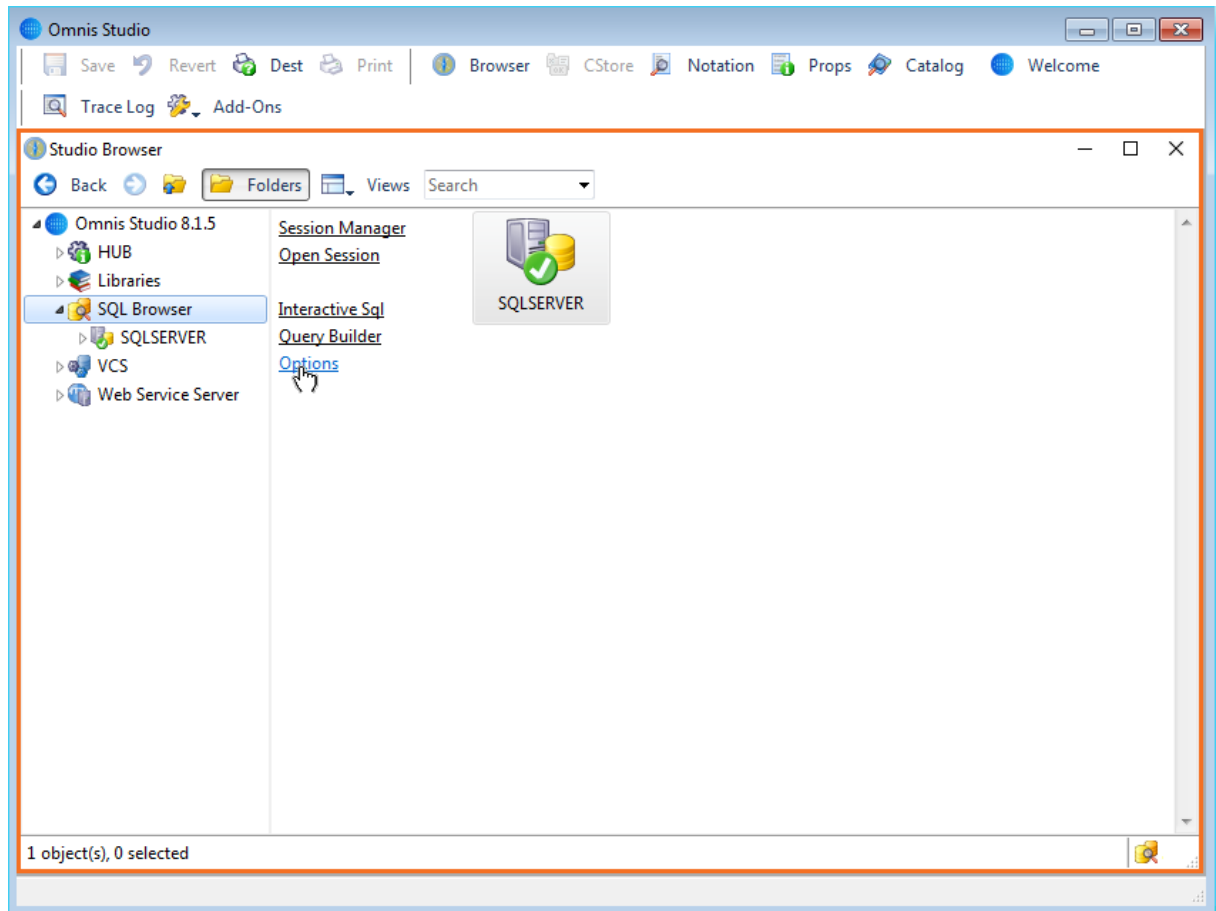 Omnis Studio
Save Revert Dest Print Browser CStore Notation Props Catalog Welcome
Trace Log Add-Ons
Studio Browser
Back Folders Views Search
Omnis Studio 8.1.5
HUB
Libraries
SQL Browser
SQLSERVER
VCS
Web Service Server
Session Manager
Open Session
Interactive Sql
Query Builder
Options
SQLSERVER
1 object(s), 0 selected